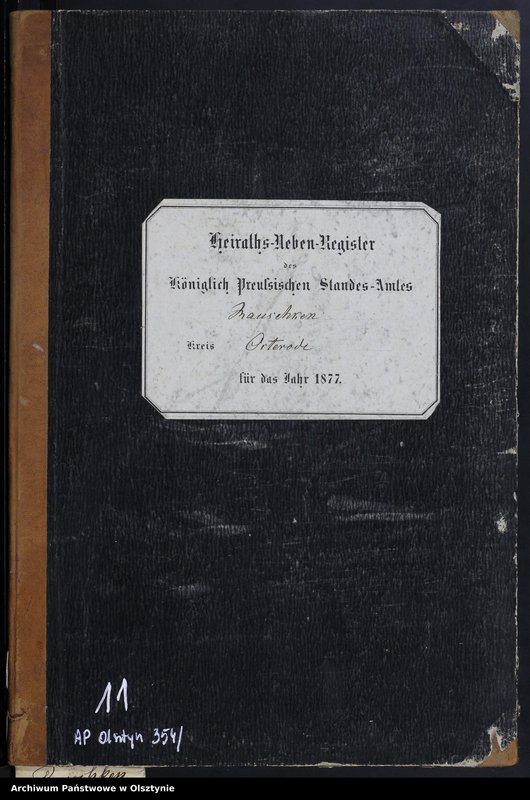 Heiraths-Neben-Register
des
Königlich Preußischen Standes-Amtes
Rauschken
Kreis Osterode
für das Jahr 1877.
11
AP Olsztyn 354/
Archiwum Państwowe w Olsztynie